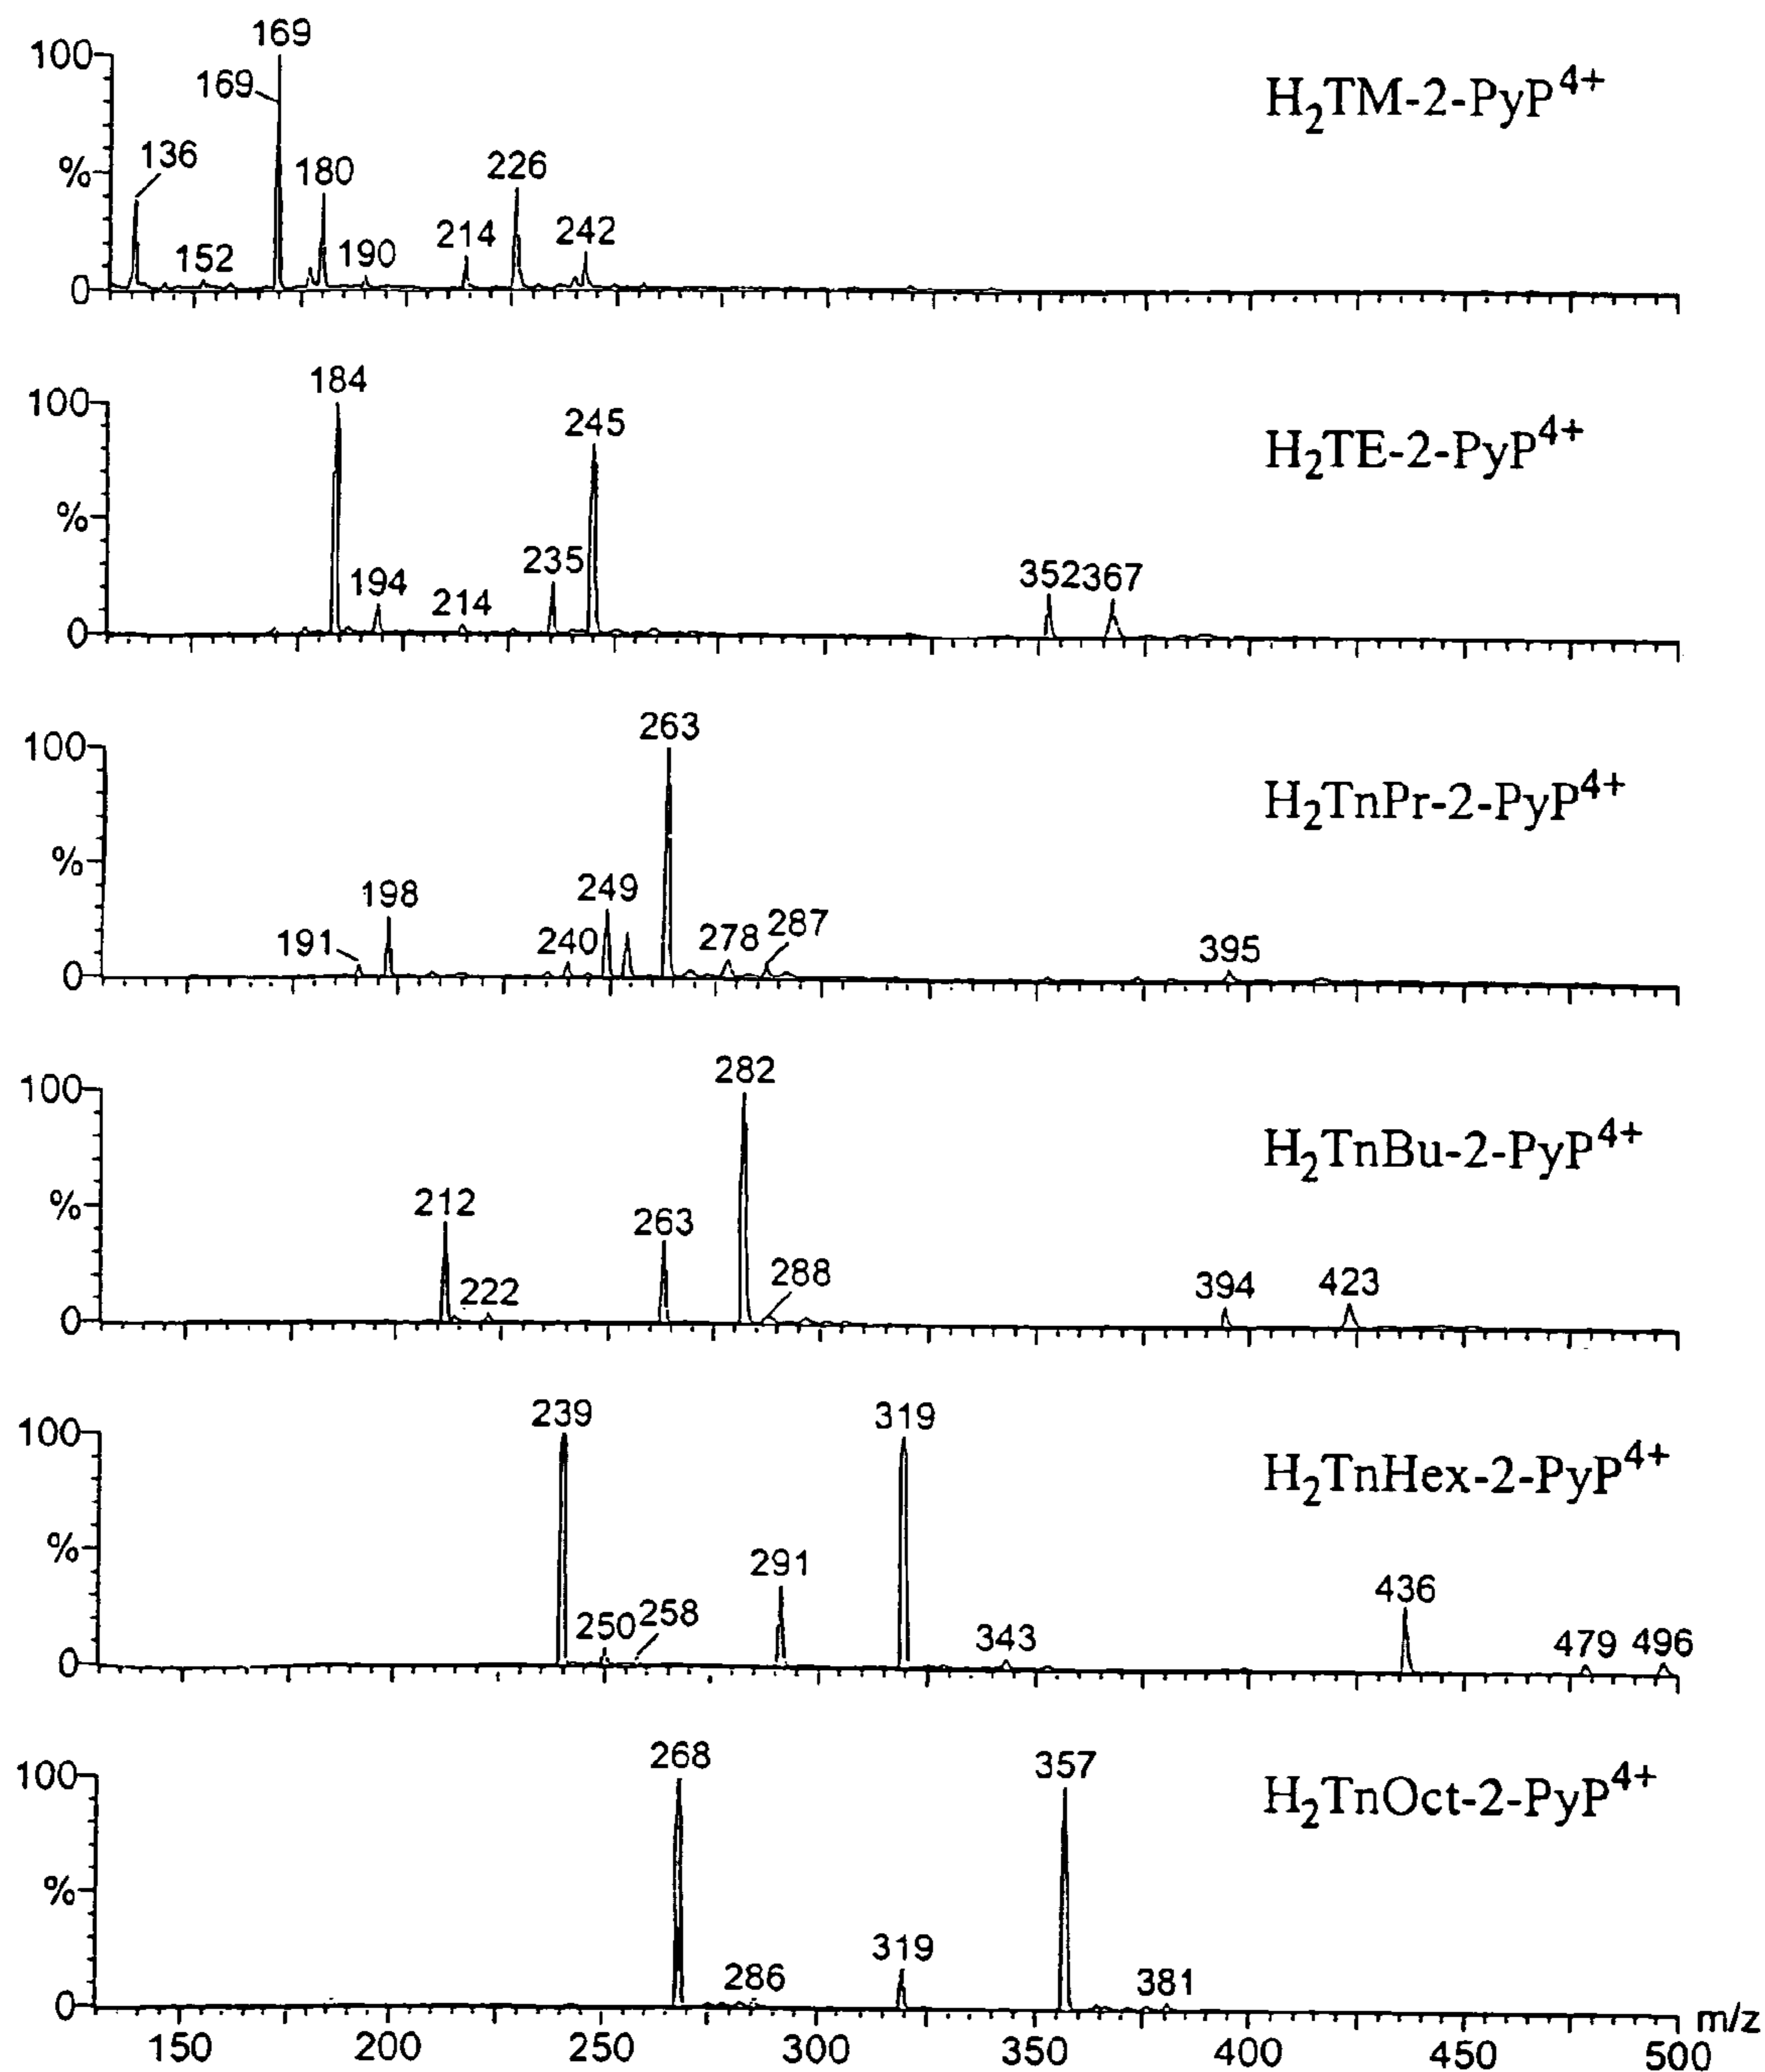 169
100
169
H2TM-2-PyP4+
136
% 180 226
152 190 214 242
0
184
100 245
H2TE-2-PyP4+
%
194 214 235 352 367
0
263
100
H2TnPr-2-PyP4+
%
191 198 240 249 278 287 395
0
282
100
H2TnBu-2-PyP4+
% 212 263
222 288 394 423
0
239 319
100
H2TnHex-2-PyP4+
% 291 436
250 258 343 479 496
0
268 357
100
H2TnOct-2-PyP4+
%
286 319 381
0 m/z
150 200 250 300 350 400 450 500